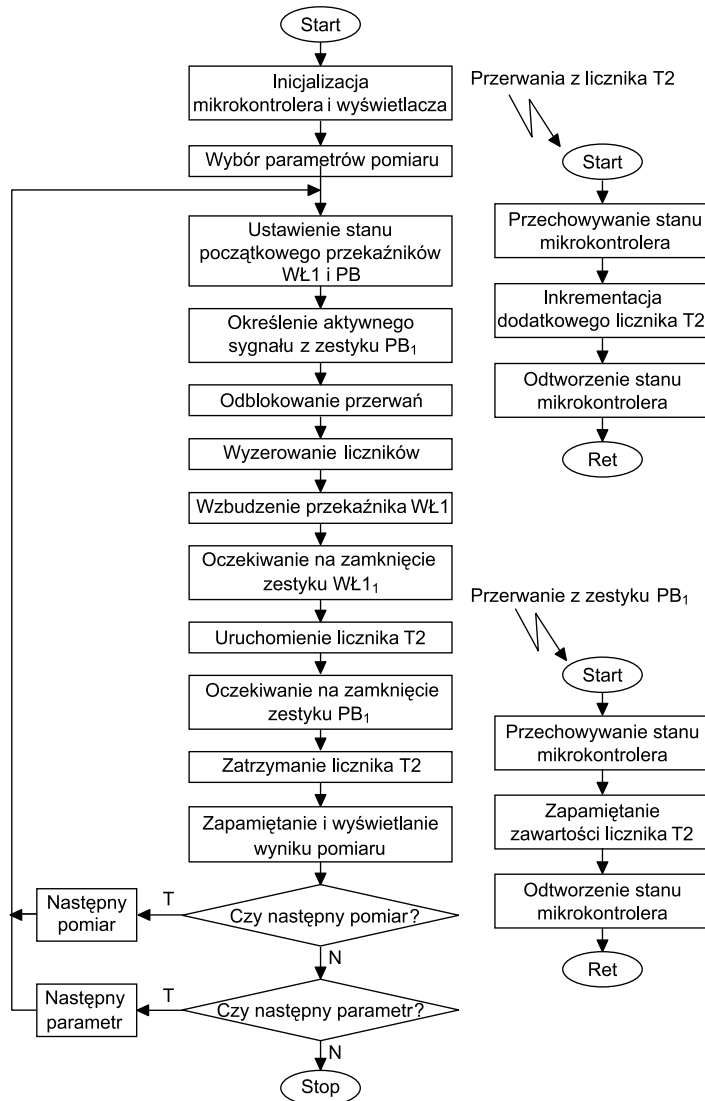 Start
Inicjalizacja
mikrokontrolera i wyświetlacza
Wybór parametrów pomiaru
Ustawienie stanu
początkowego przekaźników
WŁ1 i PB
Określenie aktywnego
sygnału z zestyku PB₁
Odblokowanie przerwań
Wyzerowanie liczników
Wzbudzenie przekaźnika WŁ1
Oczekiwanie na zamknięcie
zestyku WŁ1₁
Uruchomienie licznika T2
Oczekiwanie na zamknięcie
zestyku PB₁
Zatrzymanie licznika T2
Zapamiętanie i wyświetlanie
wyniku pomiaru
Czy następny pomiar?
T
Następny
pomiar
N
Czy następny parametr?
T
Następny
parametr
N
Stop
Przerwania z licznika T2
Start
Przechowywanie stanu
mikrokontrolera
Inkrementacja
dodatkowego licznika T2
Odtworzenie stanu
mikrokontrolera
Ret
Przerwanie z zestyku PB₁
Start
Przechowywanie stanu
mikrokontrolera
Zapamiętanie
zawartości licznika T2
Odtworzenie stanu
mikrokontrolera
Ret